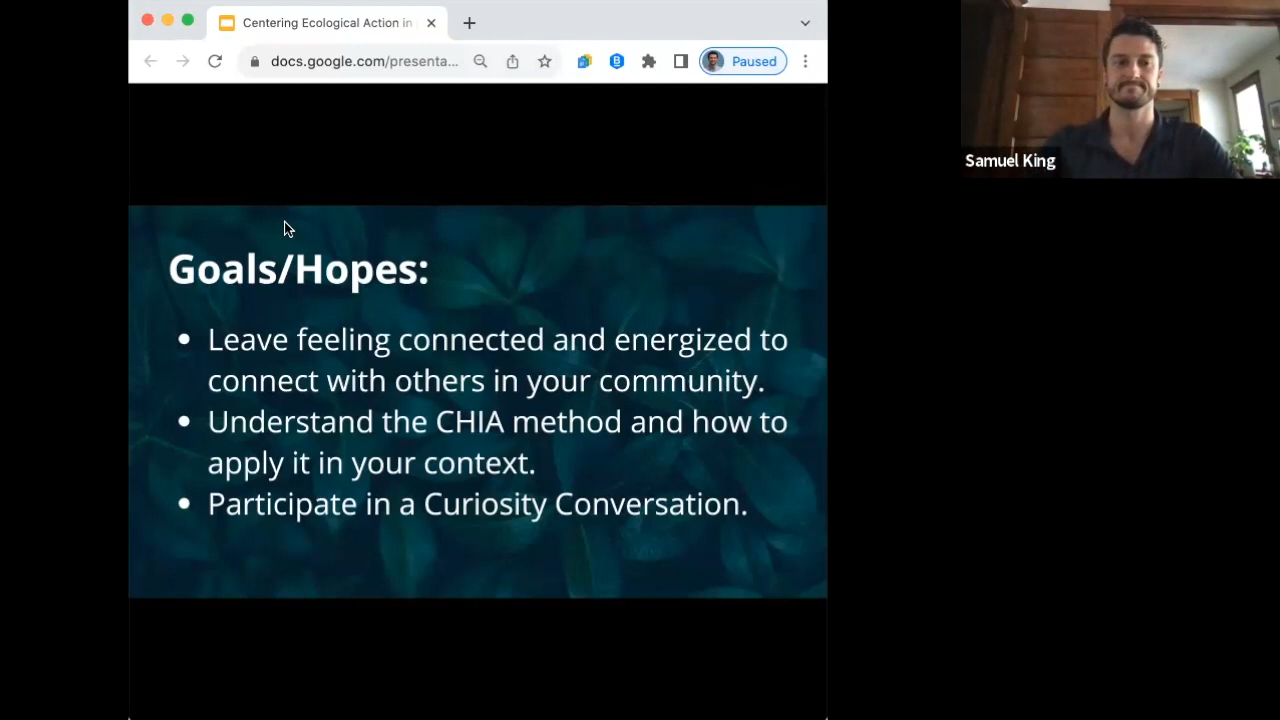 Centering Ecological Action in
docs.google.com/presenta...
Paused
Samuel King
Goals/Hopes:
• Leave feeling connected and energized to
connect with others in your community.
• Understand the CHIA method and how to
apply it in your context.
• Participate in a Curiosity Conversation.